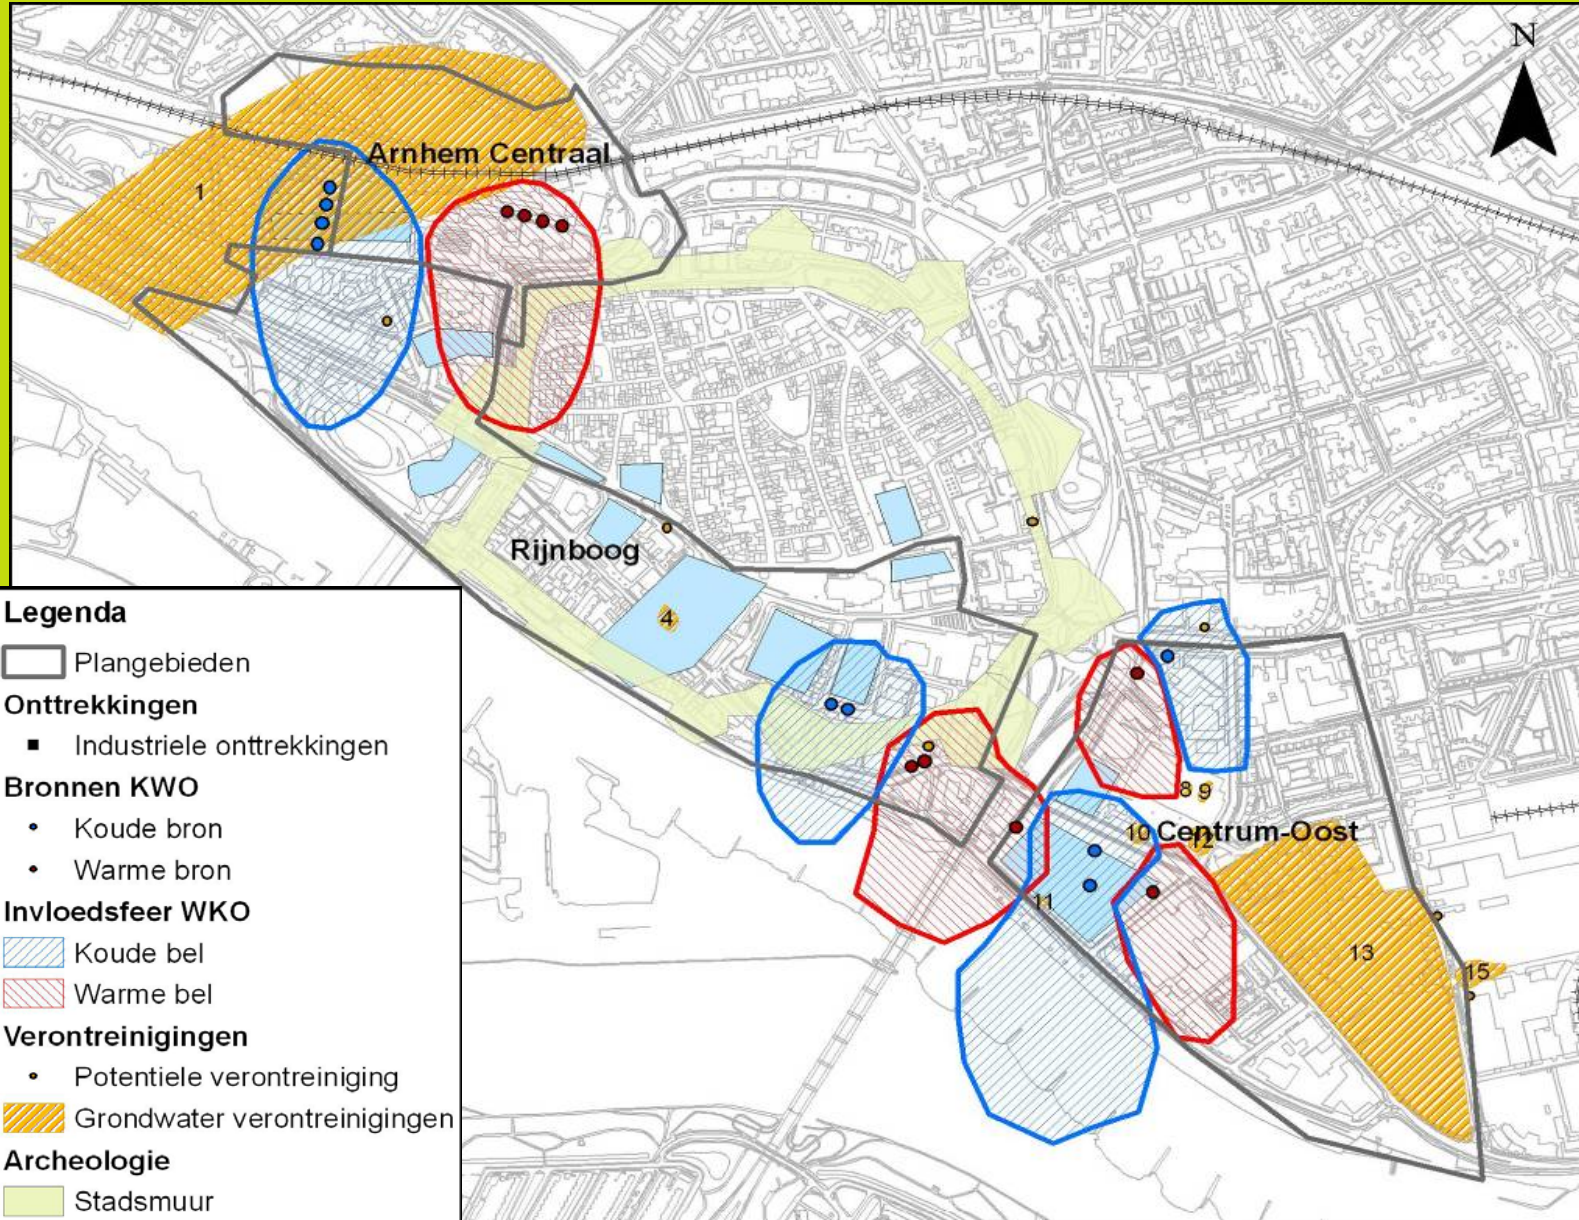 N
Arnhem Centraal
1
Rijnboog
4
8 9
10 Centrum-Oost
12
11
13
15
Legenda
Plangebieden
Onttrekkingen
Industriele onttrekkingen
Bronnen KWO
Koude bron
Warme bron
Invloedsfeer WKO
Koude bel
Warme bel
Verontreinigingen
Potentiele verontreiniging
Grondwater verontreinigingen
Archeologie
Stadsmuur